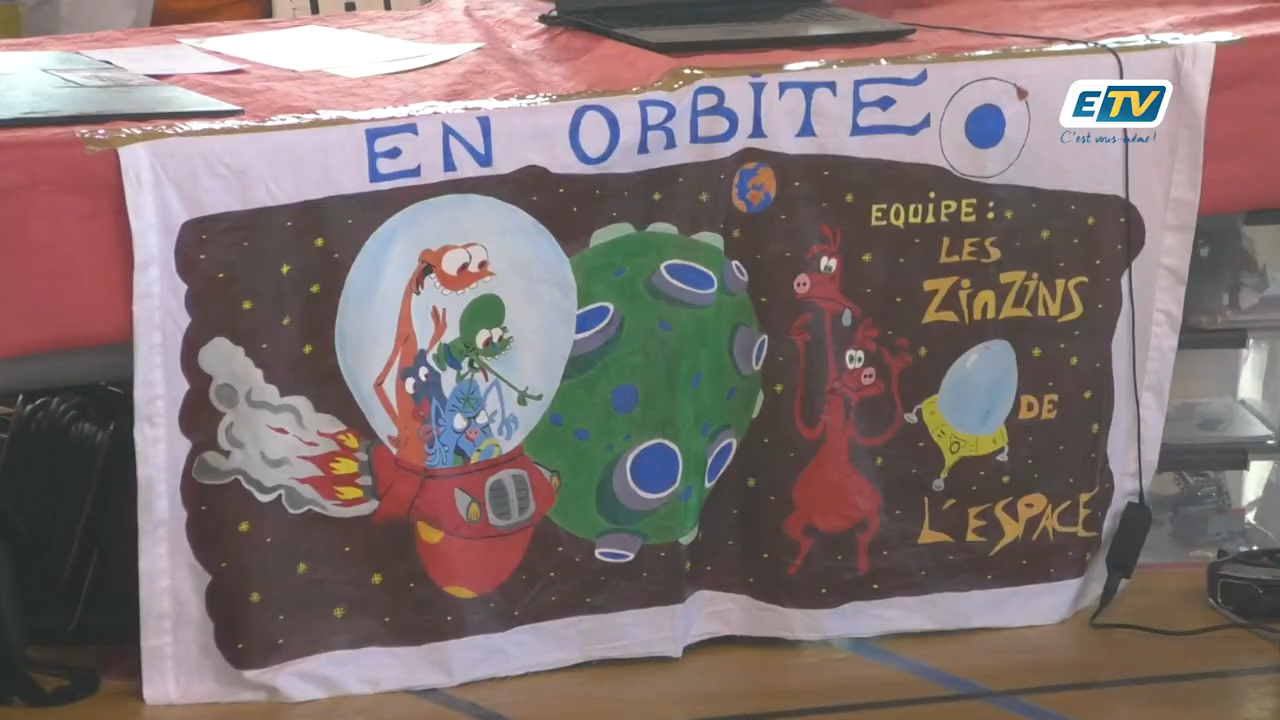 EN ORBITE
ETV
C'est vous-même !
EQUIPE :
LES
ZinZiNS
DE
L'ESPACE